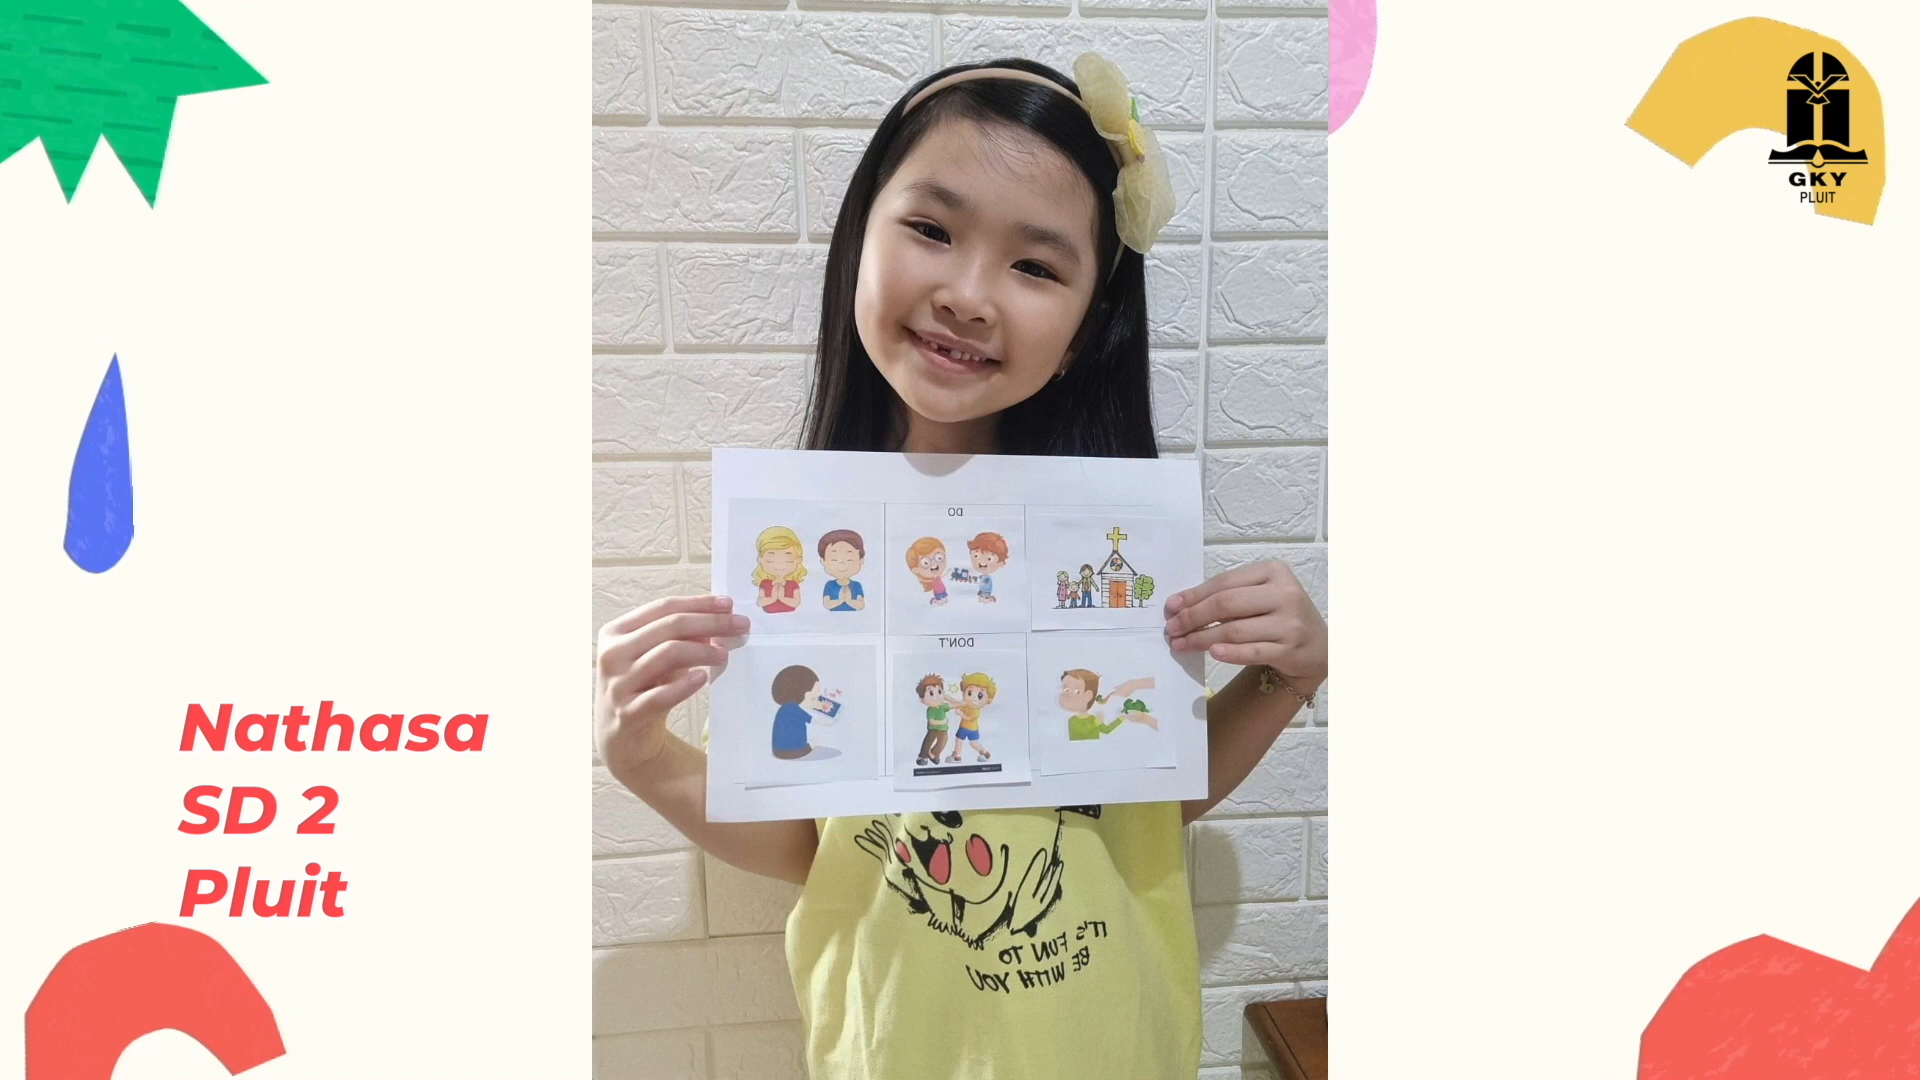 GKY
PLUIT
DO
DON'T
IT'S FUN TO
BE WITH YOU
Nathasa
SD 2
Pluit